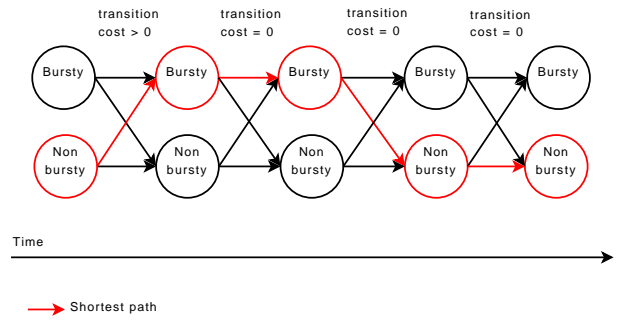 transition
cost > 0
transition
cost = 0
transition
cost = 0
transition
cost = 0
Bursty
Bursty
Bursty
Bursty
Bursty
Non
bursty
Non
bursty
Non
bursty
Non
bursty
Non
bursty
Time
Shortest path